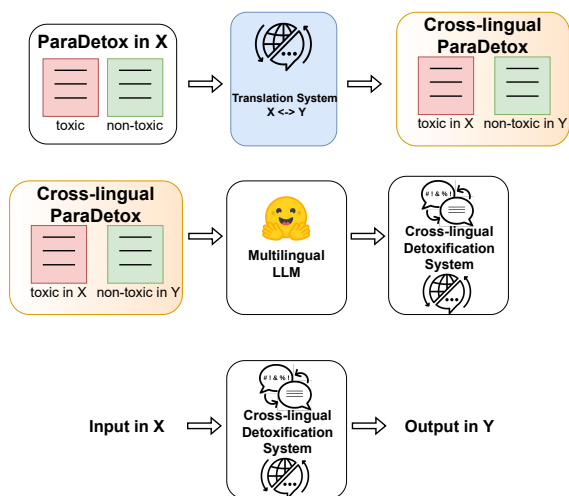 ParaDetox in X
toxic
non-toxic
Translation System
X <-> Y
Cross-lingual
ParaDetox
toxic in X
non-toxic in Y
Cross-lingual
ParaDetox
toxic in X
non-toxic in Y
Multilingual
LLM
#!&%!
Cross-lingual
Detoxification
System
Input in X
#!&%!
Cross-lingual
Detoxification
System
Output in Y